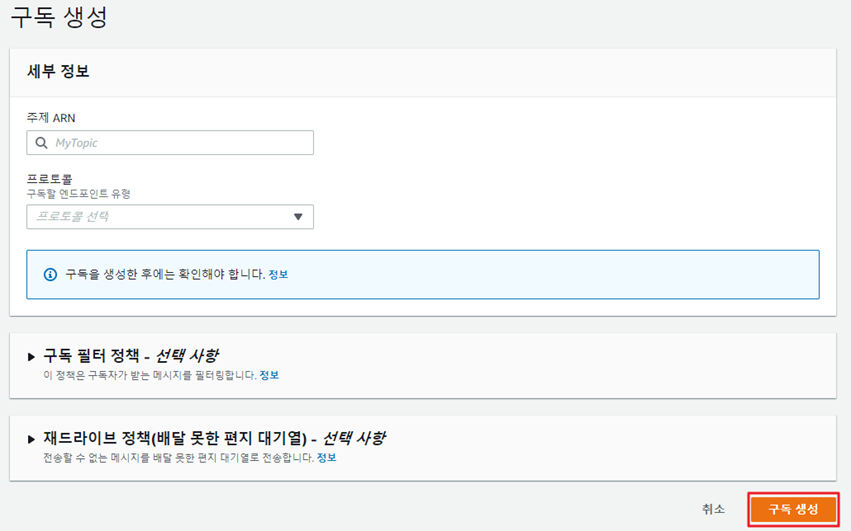 구독 생성
세부 정보
주제 ARN
MyTopic
프로토콜
구독할 엔드포인트 유형
프로토콜 선택
구독을 생성한 후에는 확인해야 합니다. 정보
구독 필터 정책 - 선택 사항
이 정책은 구독자가 받는 메시지를 필터링합니다. 정보
재드라이브 정책(배달 못한 편지 대기열) - 선택 사항
전송할 수 없는 메시지를 배달 못한 편지 대기열로 전송합니다. 정보
취소 구독 생성